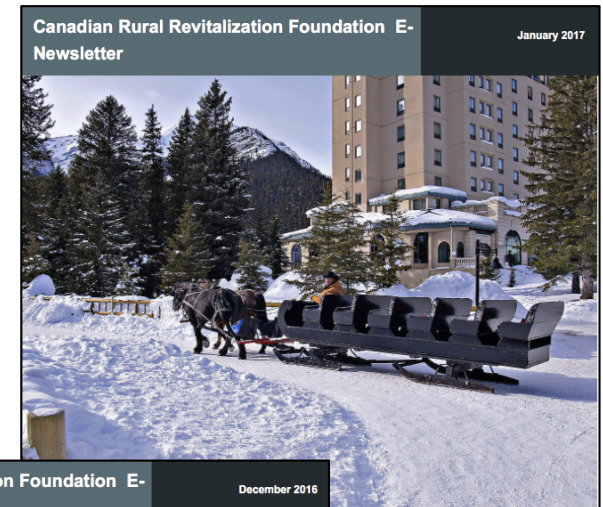 Canadian Rural Revitalization Foundation E-
Newsletter
January 2017
on Foundation E-
December 2016